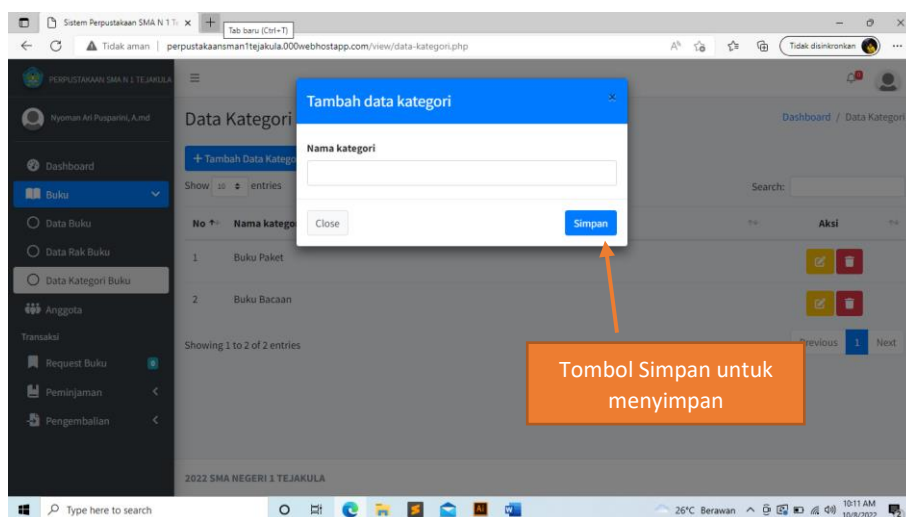 Sistem Perpustakaan SMA N 1 Te
Tab baru (Ctrl+T)
Tidak aman | perpustakaansman1tejakula.000webhostapp.com/view/data-kategori.php
Tidak disinkronkan
PERPUSTAKAAN SMA N 1 TEJAKULA
Nyoman Ari Pusparini, A.md
Dashboard
Buku
Data Buku
Data Rak Buku
Data Kategori Buku
Anggota
Transaksi
Request Buku
Peminjaman
Pengembalian
Data Kategori
Dashboard / Data Kategori
+ Tambah Data Katego
Show 10 entries
Search:
No Nama katego Aksi
1 Buku Paket
2 Buku Bacaan
Showing 1 to 2 of 2 entries
Previous 1 Next
Tambah data kategori ×
Nama kategori
Close Simpan
Tombol Simpan untuk
menyimpan
2022 SMA NEGERI 1 TEJAKULA
Type here to search
26°C Berawan
10:11 AM
10/8/2022